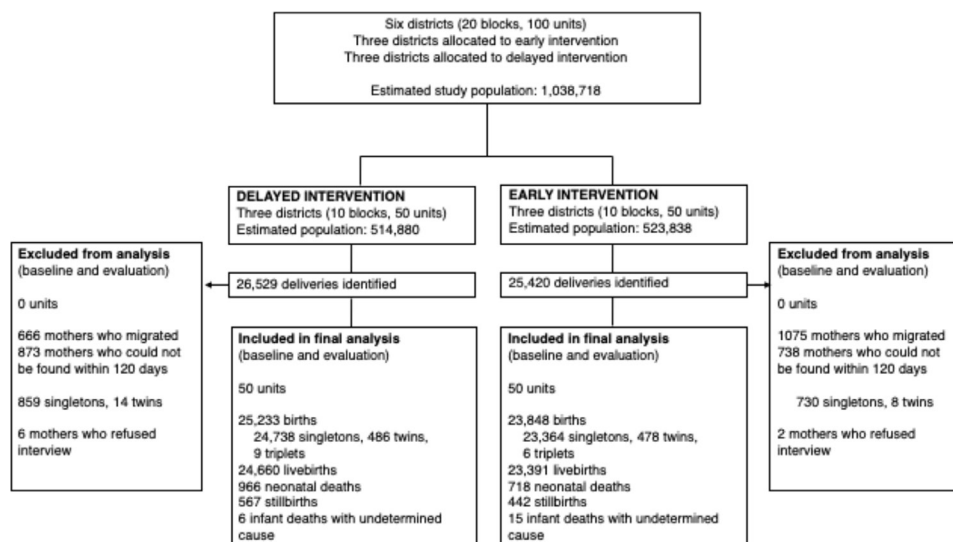 Six districts (20 blocks, 100 units)
Three districts allocated to early intervention
Three districts allocated to delayed intervention
Estimated study population: 1,038,718
DELAYED INTERVENTION
Three districts (10 blocks, 50 units)
Estimated population: 514,880
EARLY INTERVENTION
Three districts (10 blocks, 50 units)
Estimated population: 523,838
Excluded from analysis
(baseline and evaluation)
0 units
666 mothers who migrated
873 mothers who could not
be found within 120 days
859 singletons, 14 twins
6 mothers who refused
interview
26,529 deliveries identified
25,420 deliveries identified
Excluded from analysis
(baseline and evaluation)
0 units
1075 mothers who migrated
738 mothers who could not
be found within 120 days
730 singletons, 8 twins
2 mothers who refused
interview
Included in final analysis
(baseline and evaluation)
50 units
25,233 births
24,738 singletons, 486 twins,
9 triplets
24,660 livebirths
966 neonatal deaths
567 stillbirths
6 infant deaths with undetermined
cause
Included in final analysis
(baseline and evaluation)
50 units
23,848 births
23,364 singletons, 478 twins,
6 triplets
23,391 livebirths
718 neonatal deaths
442 stillbirths
15 infant deaths with undetermined
cause